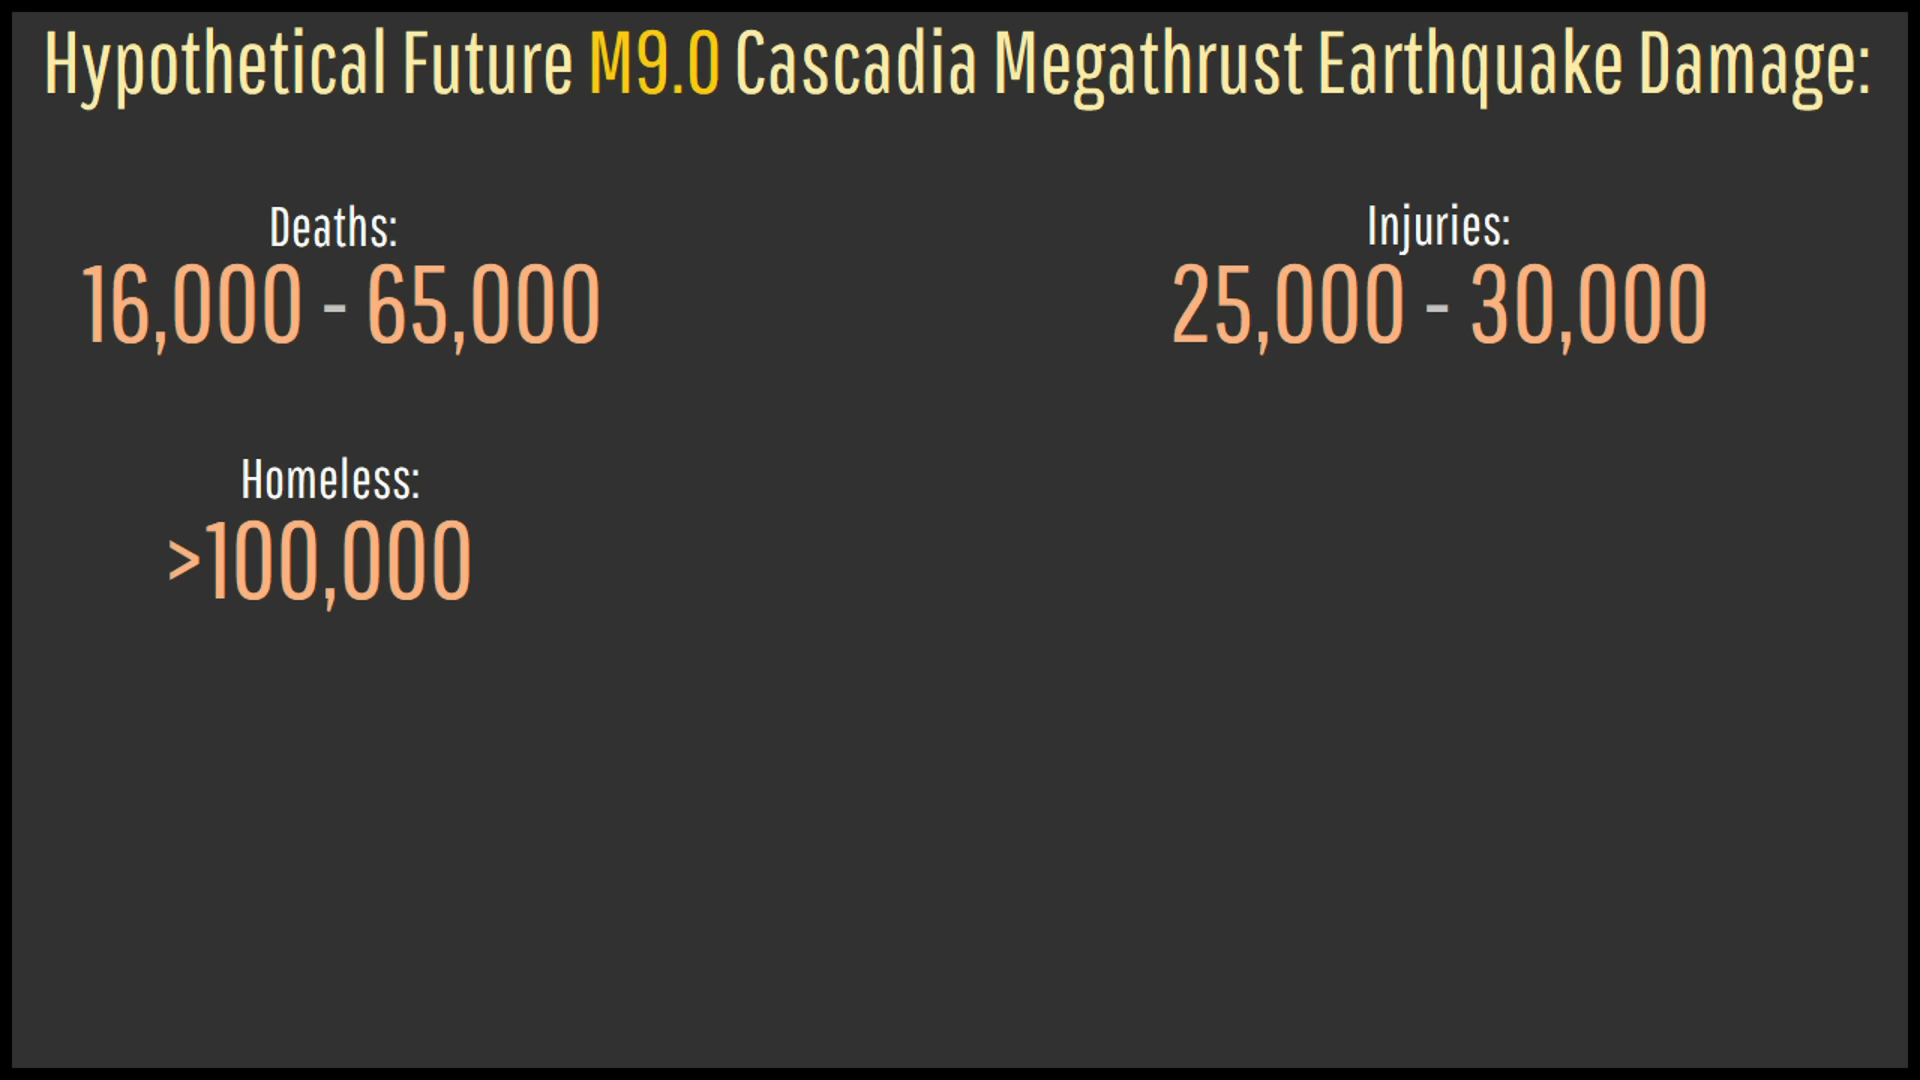 Hypothetical Future M9.0 Cascadia Megathrust Earthquake Damage:
Deaths:
16,000 - 65,000
Injuries:
25,000 - 30,000
Homeless:
>100,000